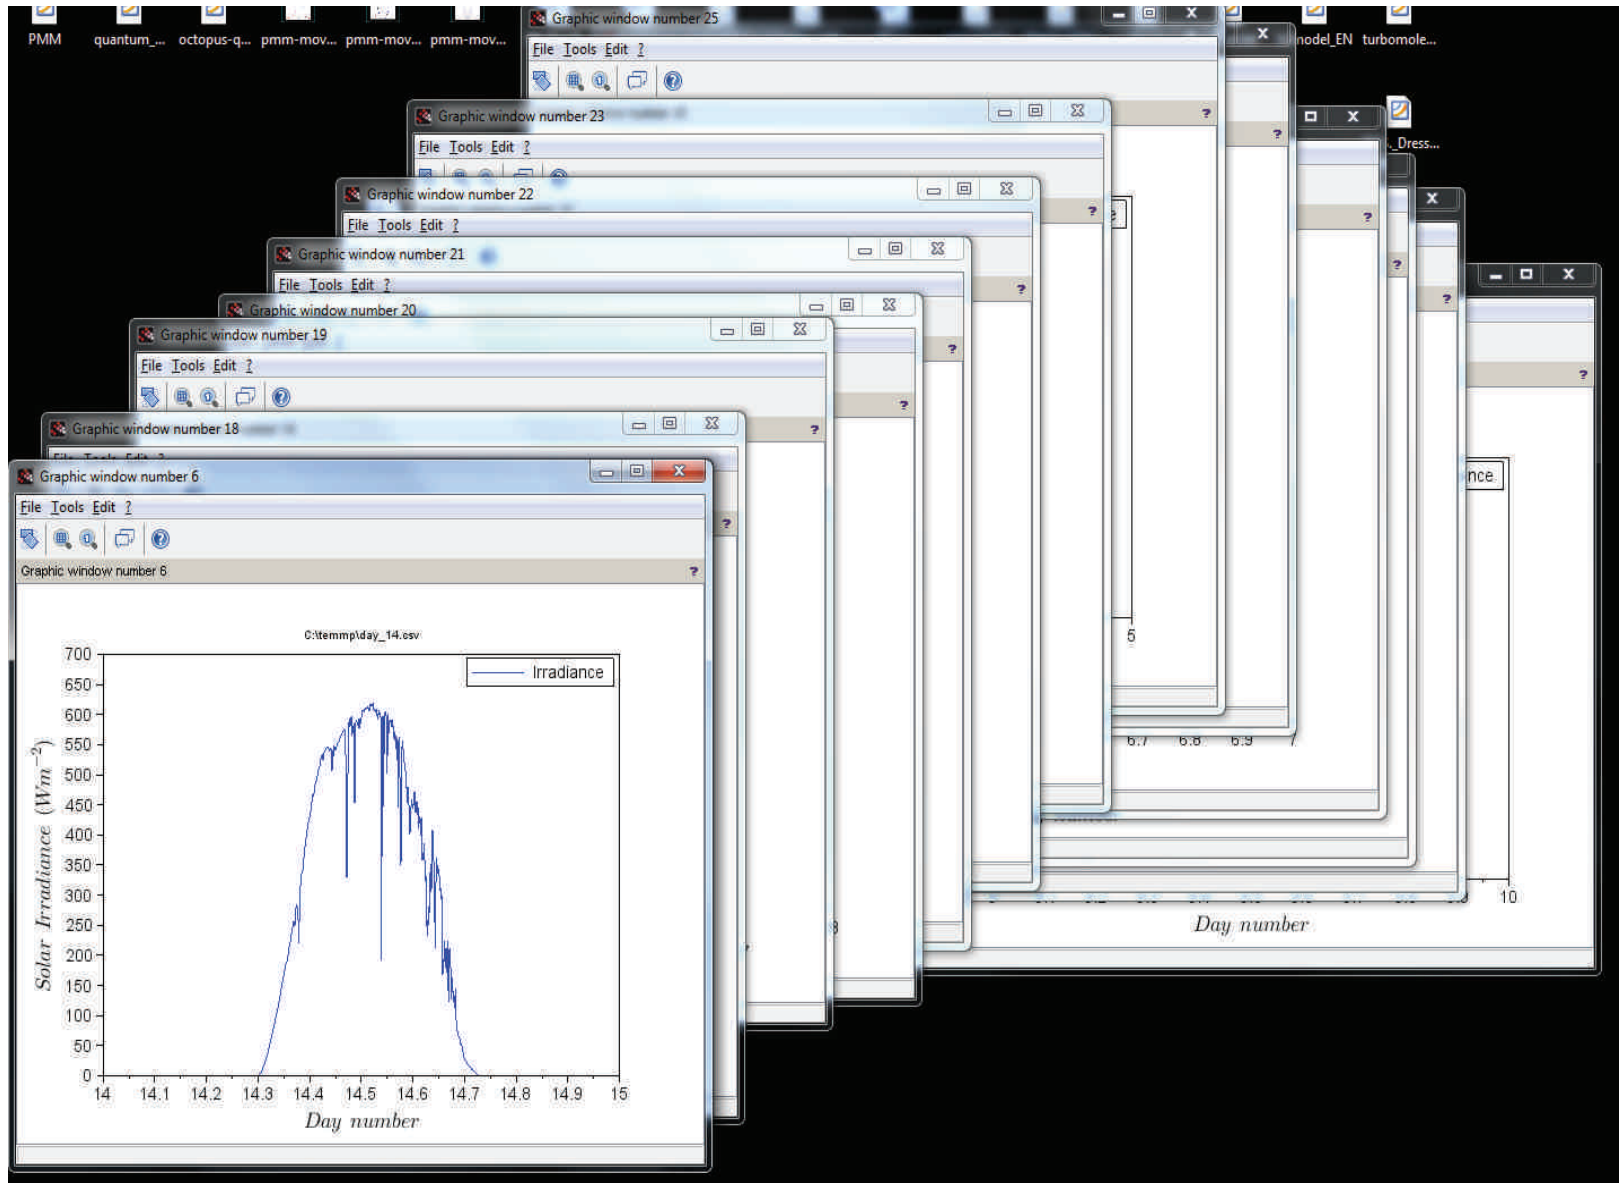 PMM quantum_... octopus-q... pmm-mov... pmm-mov... pmm-mov...
Graphic window number 25
File Tools Edit ?
?
model_EN turbomole...
?
._Dress...
Graphic window number 23
File Tools Edit ?
?
Graphic window number 22
File Tools Edit ?
?
Graphic window number 21
File Tools Edit ?
?
Graphic window number 20
?
Graphic window number 19
File Tools Edit ?
?
Graphic window number 18
File Tools Edit ?
?
Graphic window number 6
File Tools Edit ?
Graphic window number 6 ?
C:\temmp\day_14.csv
Irradiance
Solar Irradiance (Wm−2)
700
650
600
550
500
450
400
350
300
250
200
150
100
50
0
14 14.1 14.2 14.3 14.4 14.5 14.6 14.7 14.8 14.9 15
Day number
5
6.7 6.8 6.9 7
?
?
?
?
nce
10
Day number